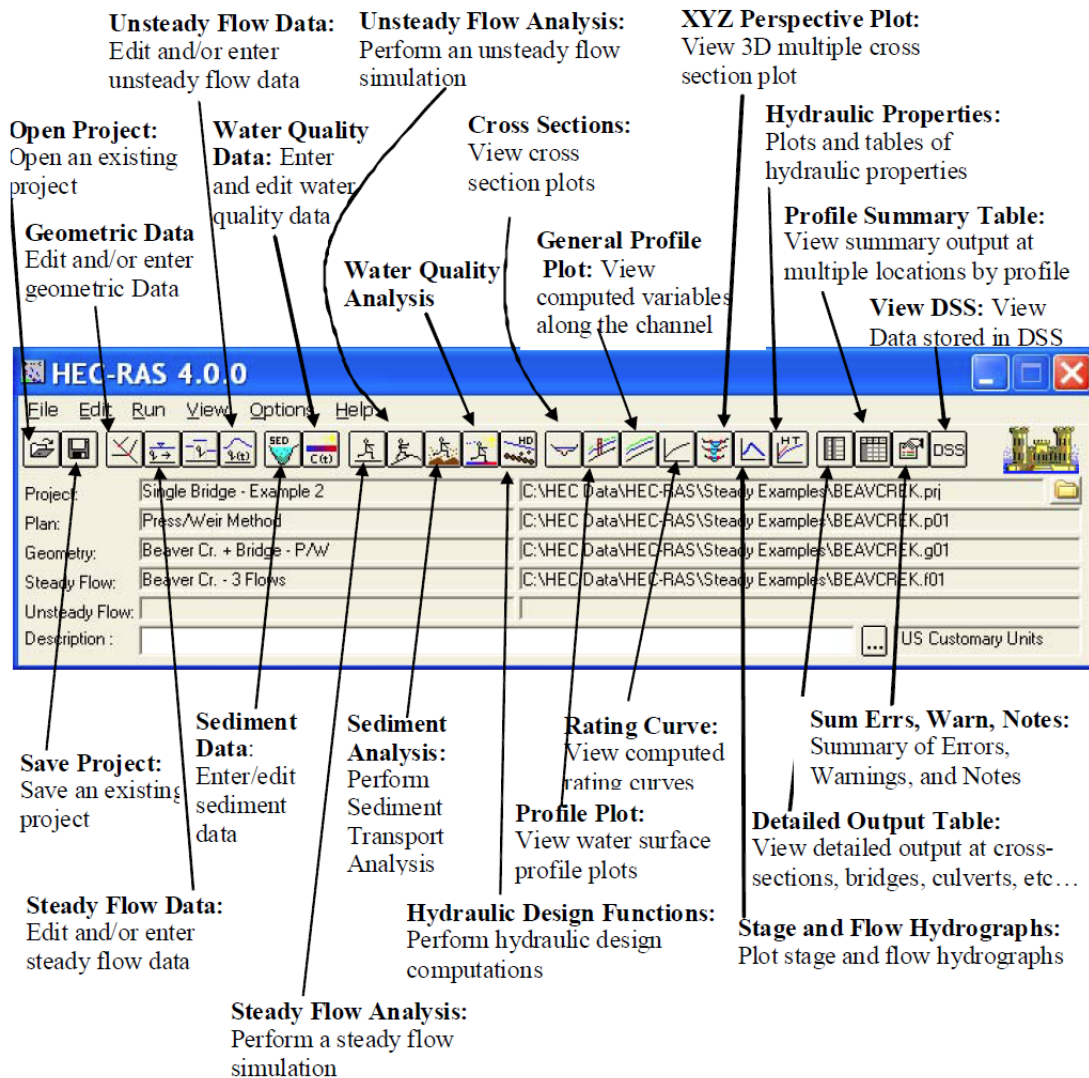 Unsteady Flow Data:
Edit and/or enter
unsteady flow data
Unsteady Flow Analysis:
Perform an unsteady flow
simulation
XYZ Perspective Plot:
View 3D multiple cross
section plot
Open Project:
Open an existing
project
Water Quality
Data: Enter
and edit water
quality data
Cross Sections:
View cross
section plots
Hydraulic Properties:
Plots and tables of
hydraulic properties
Geometric Data
Edit and/or enter
geometric Data
Water Quality
Analysis
General Profile
Plot: View
computed variables
along the channel
Profile Summary Table:
View summary output at
multiple locations by profile
View DSS: View
Data stored in DSS
HEC-RAS 4.0.0
File Edit Run View Options Help
SED
C(t)
HD
HT
DSS
Project: Single Bridge - Example 2 C:\HEC Data\HEC-RAS\Steady Examples\BEAVCREK.prj
Plan: Press/Weir Method C:\HEC Data\HEC-RAS\Steady Examples\BEAVCREK.p01
Geometry: Beaver Cr. + Bridge - P/W C:\HEC Data\HEC-RAS\Steady Examples\BEAVCREK.g01
Steady Flow: Beaver Cr. - 3 Flows C:\HEC Data\HEC-RAS\Steady Examples\BEAVCREK.f01
Unsteady Flow:
Description : ... US Customary Units
Save Project:
Save an existing
project
Sediment
Data:
Enter/edit
sediment
data
Sediment
Analysis:
Perform
Sediment
Transport
Analysis
Rating Curve:
View computed
rating curves
Sum Errs, Warn, Notes:
Summary of Errors,
Warnings, and Notes
Profile Plot:
View water surface
profile plots
Detailed Output Table:
View detailed output at cross-
sections, bridges, culverts, etc…
Steady Flow Data:
Edit and/or enter
steady flow data
Hydraulic Design Functions:
Perform hydraulic design
computations
Stage and Flow Hydrographs:
Plot stage and flow hydrographs
Steady Flow Analysis:
Perform a steady flow
simulation